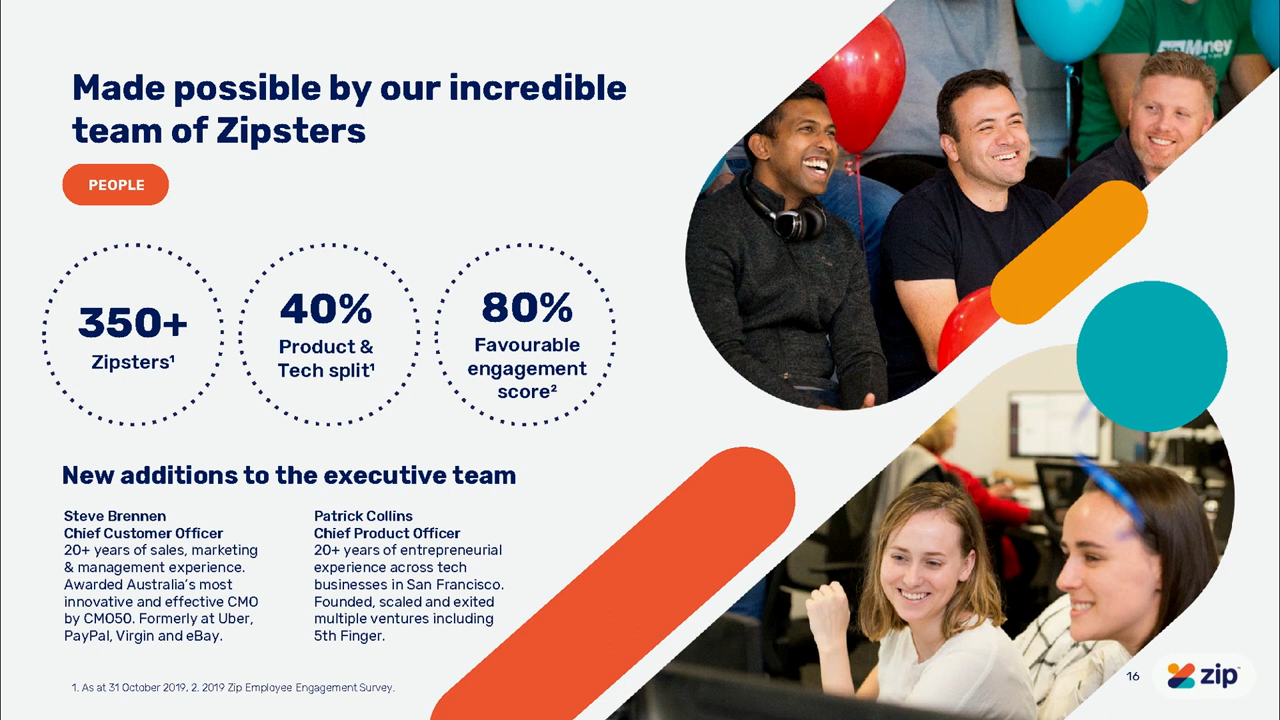 Made possible by our incredible
team of Zipsters
PEOPLE
350+
Zipsters¹
40%
Product &
Tech split¹
80%
Favourable
engagement
score²
New additions to the executive team
Steve Brennen
Chief Customer Officer
20+ years of sales, marketing
& management experience.
Awarded Australia's most
innovative and effective CMO
by CMO50. Formerly at Uber,
PayPal, Virgin and eBay.
Patrick Collins
Chief Product Officer
20+ years of entrepreneurial
experience across tech
businesses in San Francisco.
Founded, scaled and exited
multiple ventures including
5th Finger.
1. As at 31 October 2019. 2. 2019 Zip Employee Engagement Survey.
16
zip™